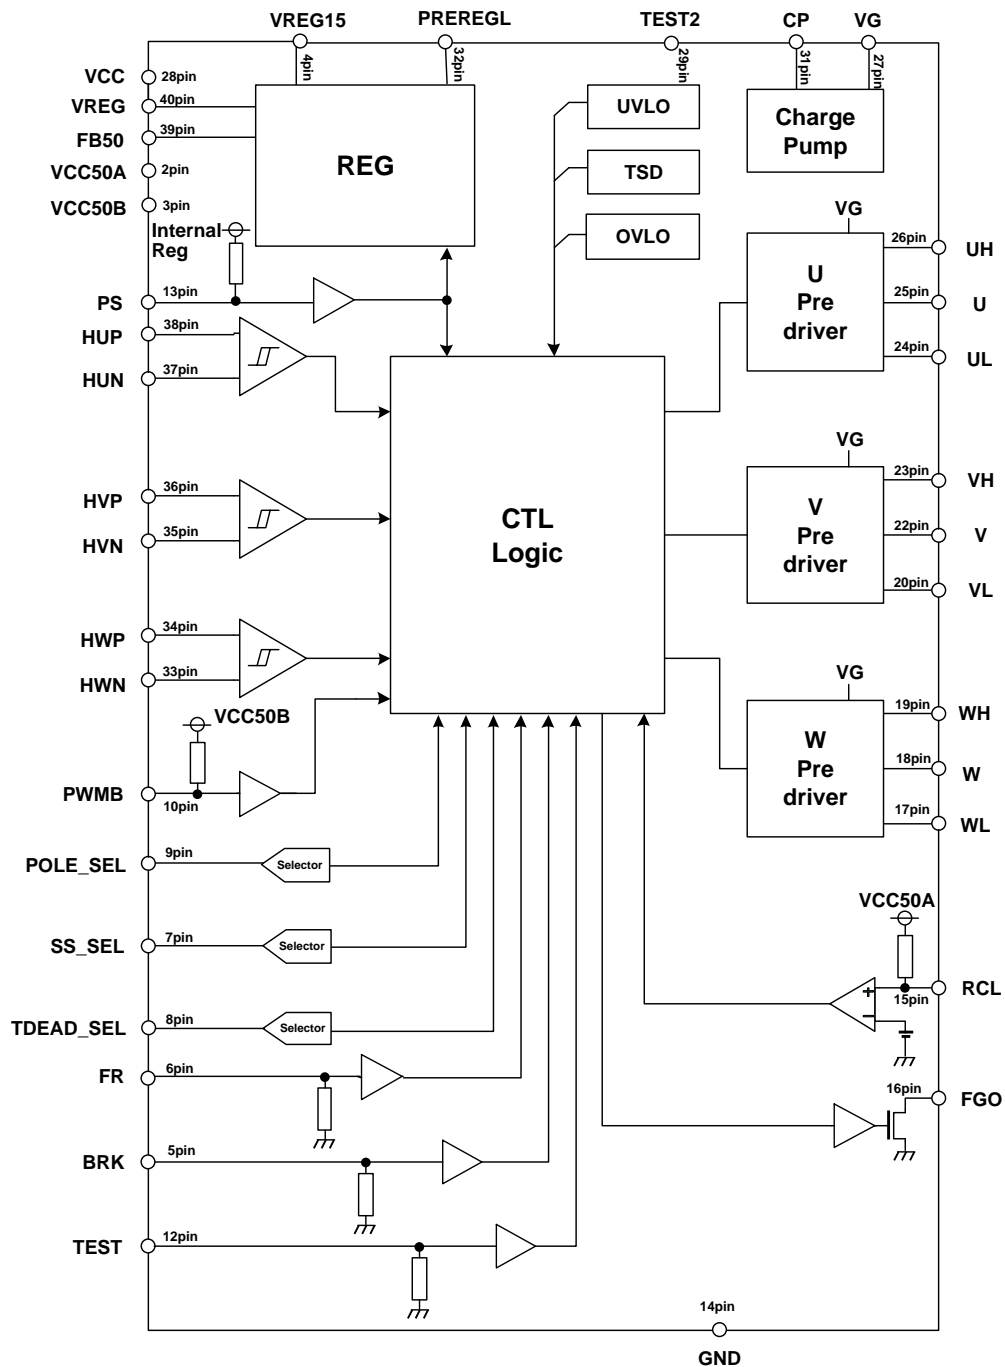 VREG15
PREREGL
TEST2
CP
VG
4pin
32pin
29pin
31pin
27pin
VCC
28pin
VREG
40pin
FB50
39pin
VCC50A
2pin
VCC50B
3pin
REG
UVLO
TSD
OVLO
Charge
Pump
Internal
Reg
PS
13pin
HUP
38pin
HUN
37pin
HVP
36pin
HVN
35pin
HWP
34pin
HWN
33pin
VCC50B
PWMB
10pin
CTL
Logic
VG
U
Pre
driver
26pin
UH
25pin
U
24pin
UL
VG
V
Pre
driver
23pin
VH
22pin
V
20pin
VL
VG
W
Pre
driver
19pin
WH
18pin
W
17pin
WL
POLE_SEL
9pin
Selector
SS_SEL
7pin
Selector
TDEAD_SEL
8pin
Selector
FR
6pin
BRK
5pin
TEST
12pin
VCC50A
+
−
15pin
RCL
16pin
FGO
14pin
GND